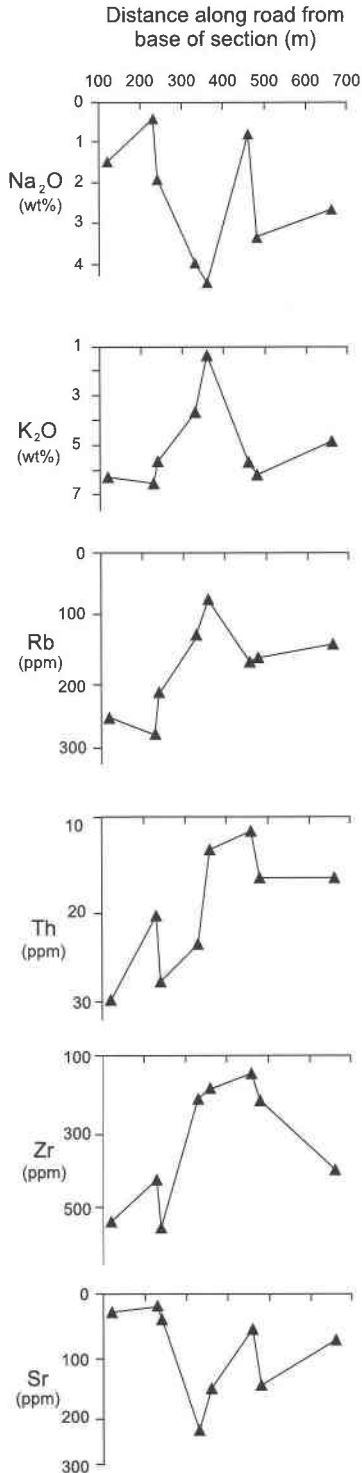 Distance along road from
base of section (m)
100 200 300 400 500 600 700
0
1
Na₂O
2
(wt%)
3
4
1
3
K₂O
5
(wt%)
7
0
100
Rb
(ppm)
200
300
10
20
Th
(ppm)
30
100
300
Zr
(ppm)
500
0
100
Sr
(ppm)
200
300